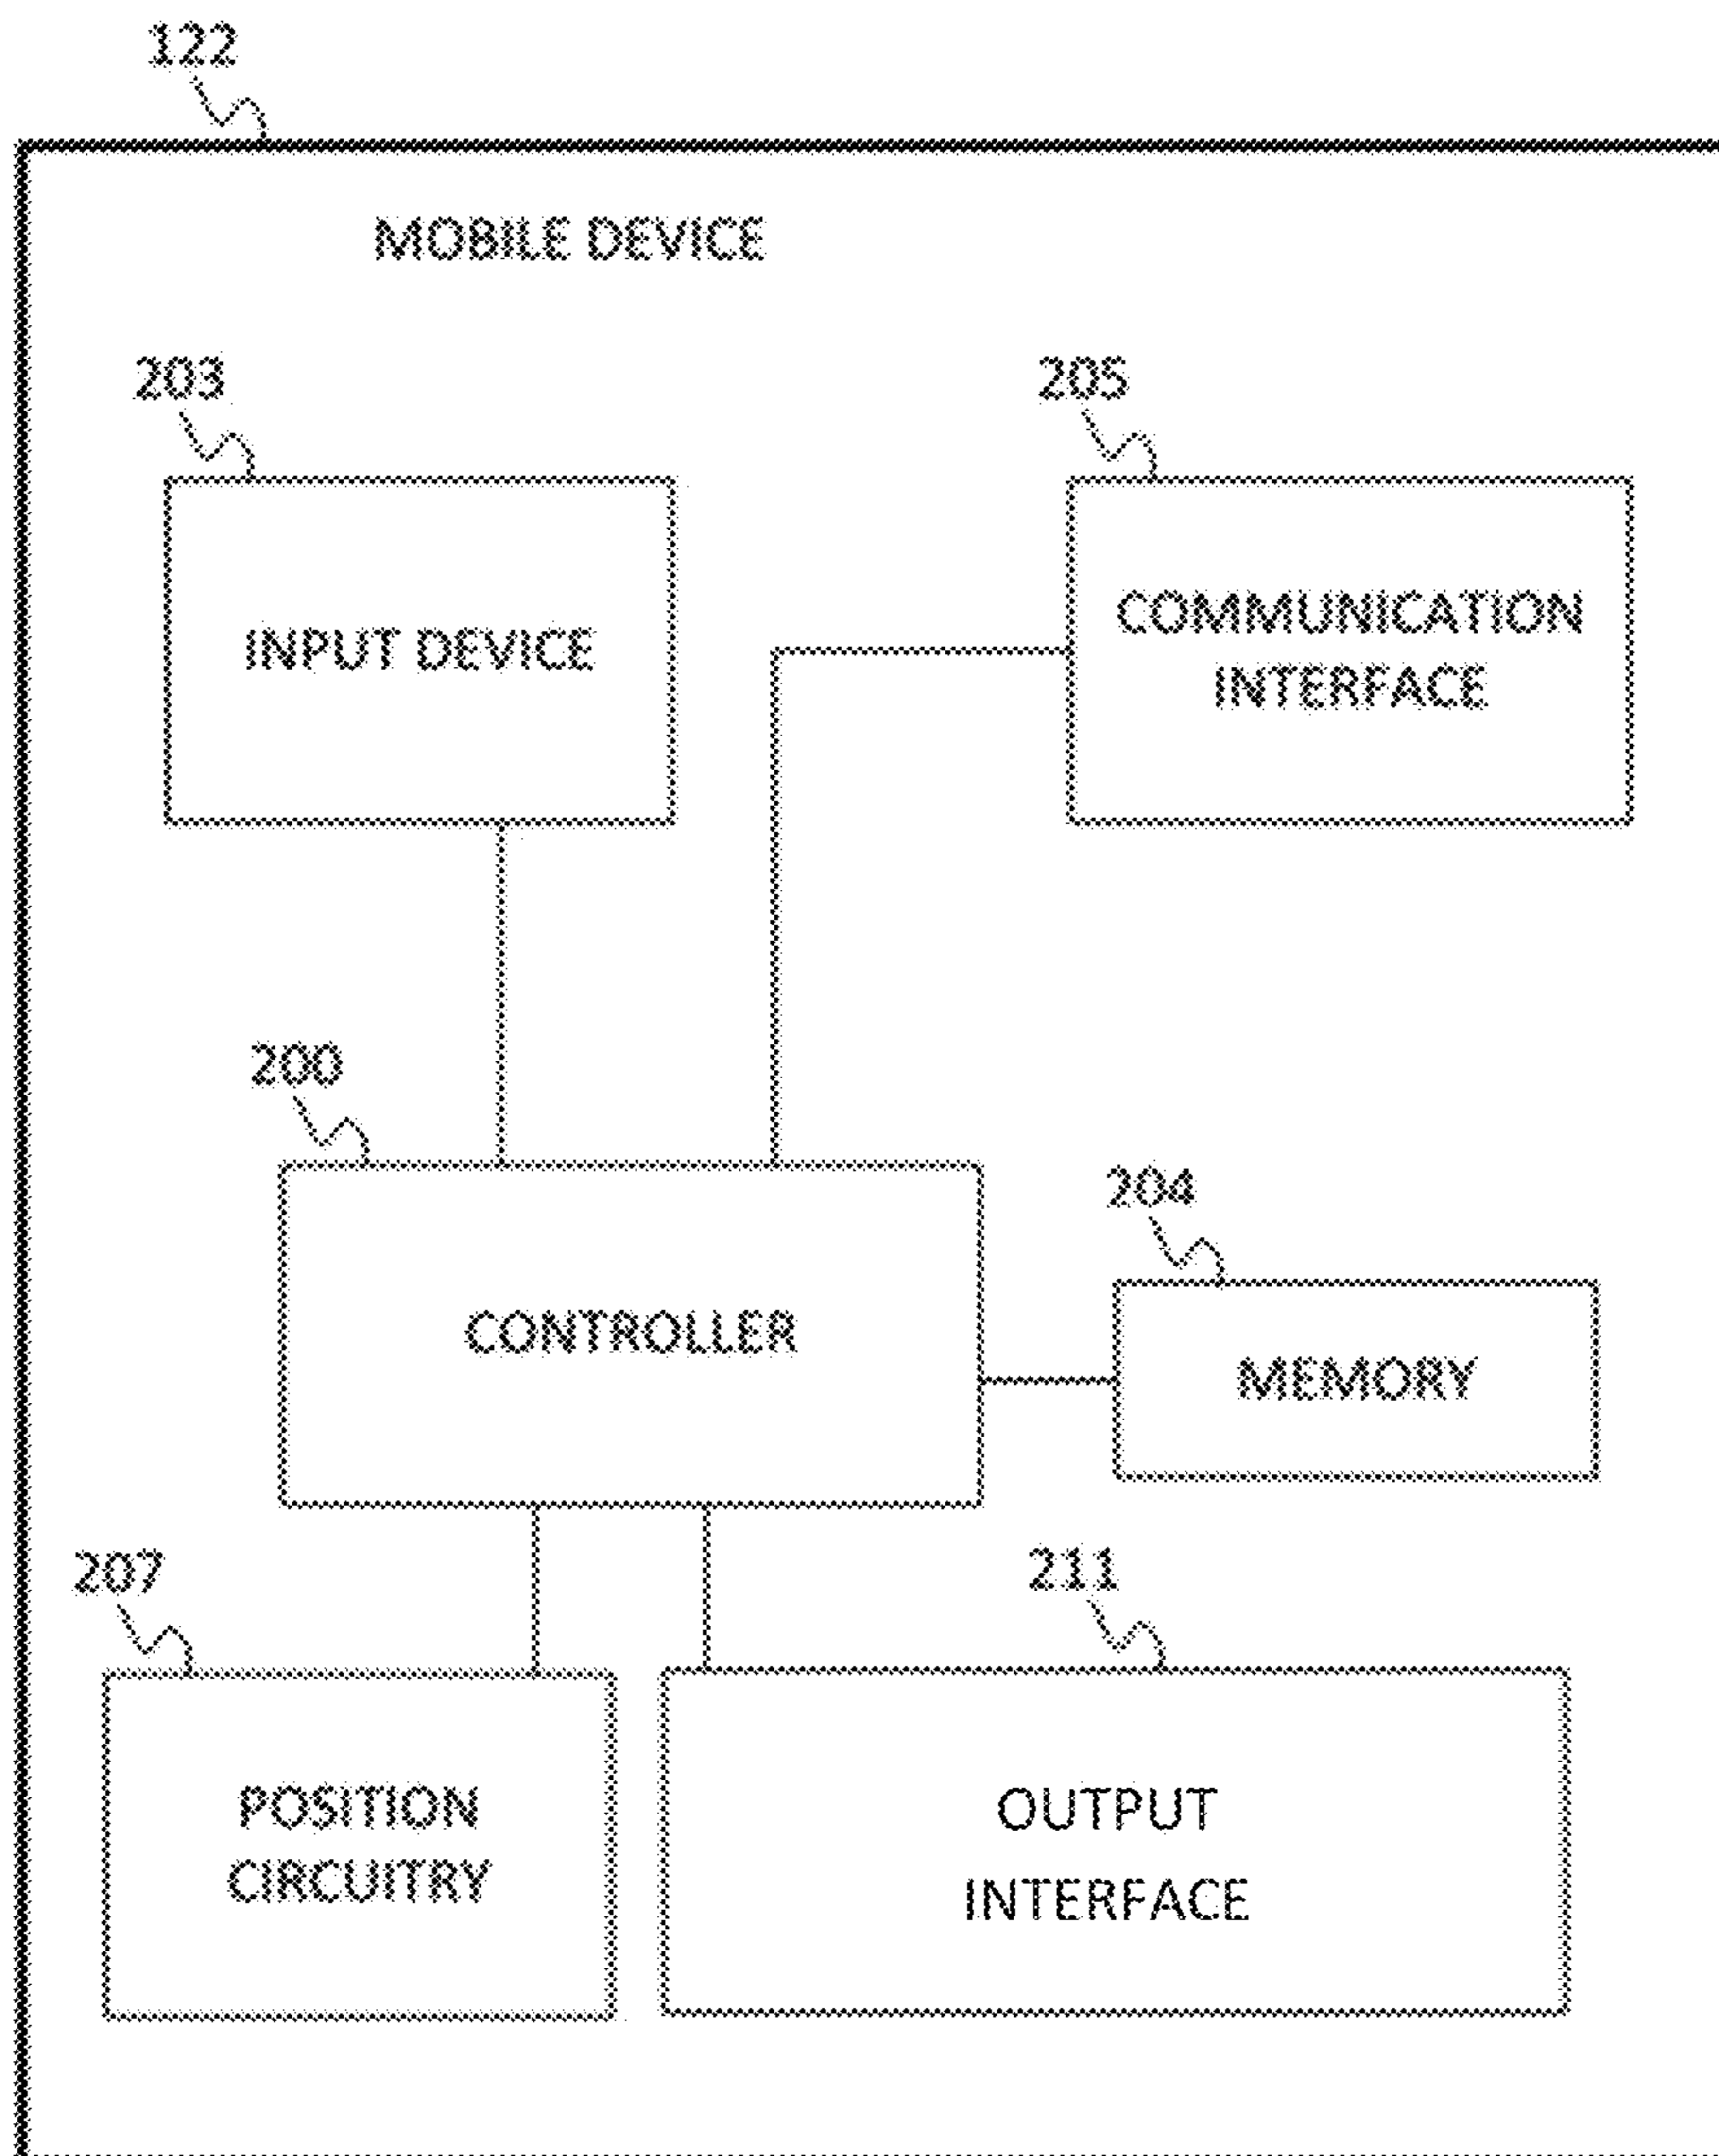 122
MOBILE DEVICE
203
205
INPUT DEVICE
COMMUNICATION
INTERFACE
200
204
CONTROLLER
MEMORY
207
211
POSITION
CIRCUITRY
OUTPUT
INTERFACE